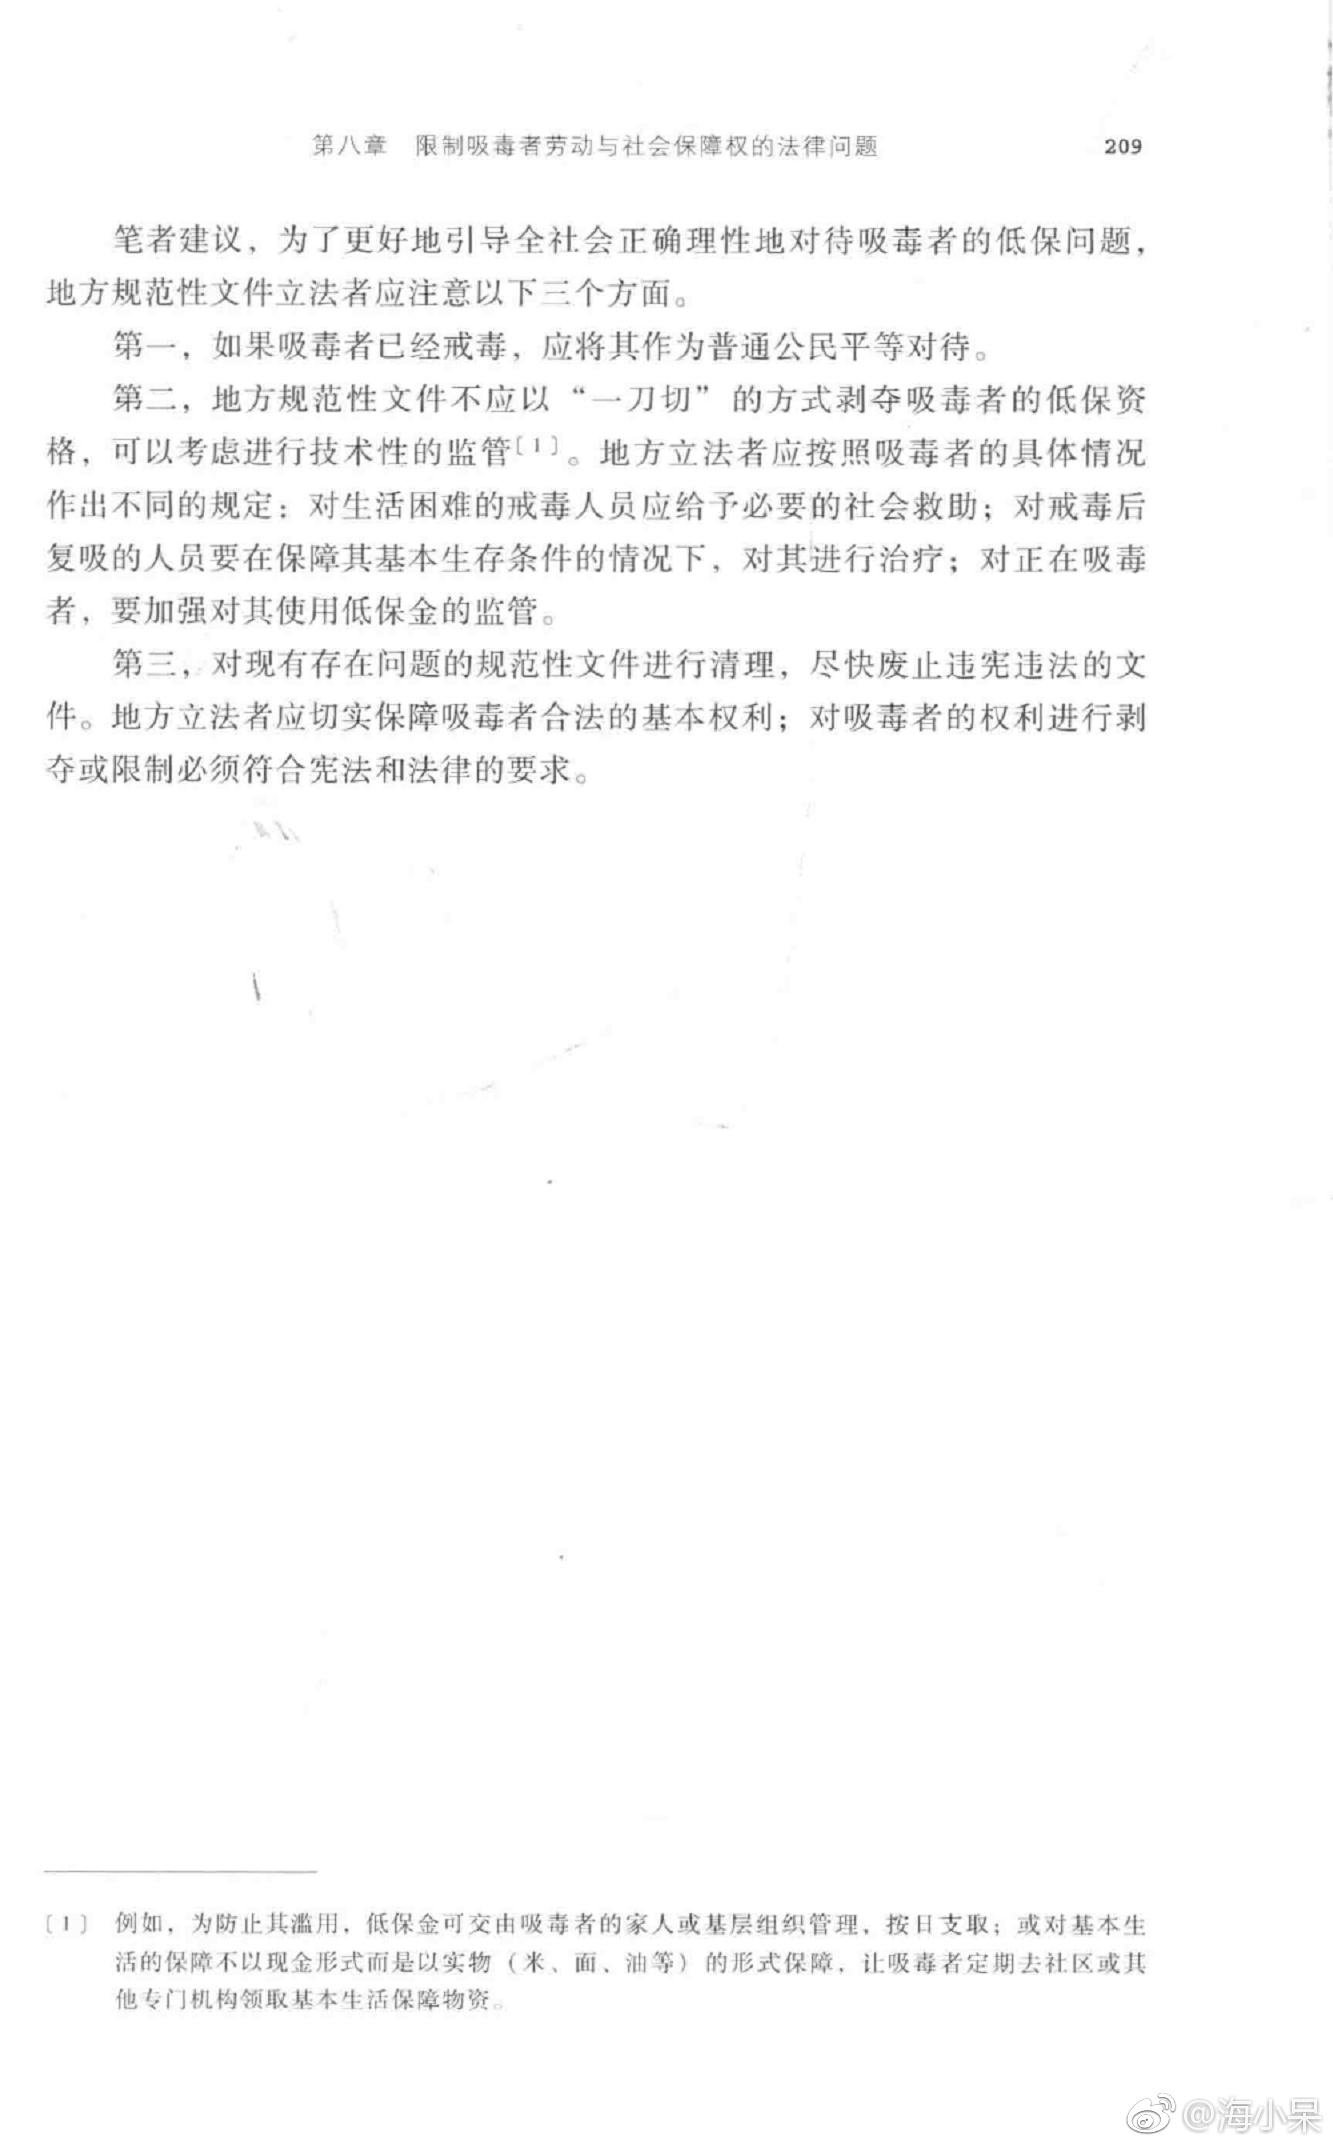 第八章 限制吸毒者劳动与社会保障权的法律问题 209
笔者建议，为了更好地引导全社会正确理性地对待吸毒者的低保问题，
地方规范性文件立法者应注意以下三个方面。
第一，如果吸毒者已经戒毒，应将其作为普通公民平等对待。
第二，地方规范性文件不应以“一刀切”的方式剥夺吸毒者的低保资
格，可以考虑进行技术性的监管〔1〕。地方立法者应按照吸毒者的具体情况
作出不同的规定：对生活困难的戒毒人员应给予必要的社会救助；对戒毒后
复吸的人员要在保障其基本生存条件的情况下，对其进行治疗；对正在吸毒
者，要加强对其使用低保金的监管。
第三，对现有存在问题的规范性文件进行清理，尽快废止违宪违法的文
件。地方立法者应切实保障吸毒者合法的基本权利；对吸毒者的权利进行剥
夺或限制必须符合宪法和法律的要求。
〔1〕 例如，为防止其滥用，低保金可交由吸毒者的家人或基层组织管理，按日支取；或对基本生
活的保障不以现金形式而是以实物（米、面、油等）的形式保障，让吸毒者定期去社区或其
他专门机构领取基本生活保障物资。
@海小呆